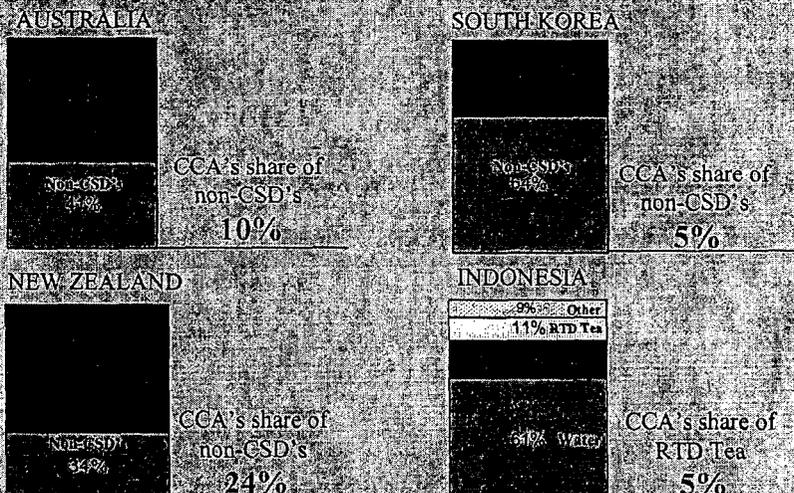 AUSTRALIA
Non-CSD's
41%
CCA's share of
non-CSD's
10%
SOUTH KOREA
Non-CSD's
64%
CCA's share of
non-CSD's
5%
NEW ZEALAND
Non-CSD's
34%
CCA's share of
non-CSD's
24%
INDONESIA
9% Other
11% RTD Tea
61% Water
CCA's share of
RTD Tea
5%